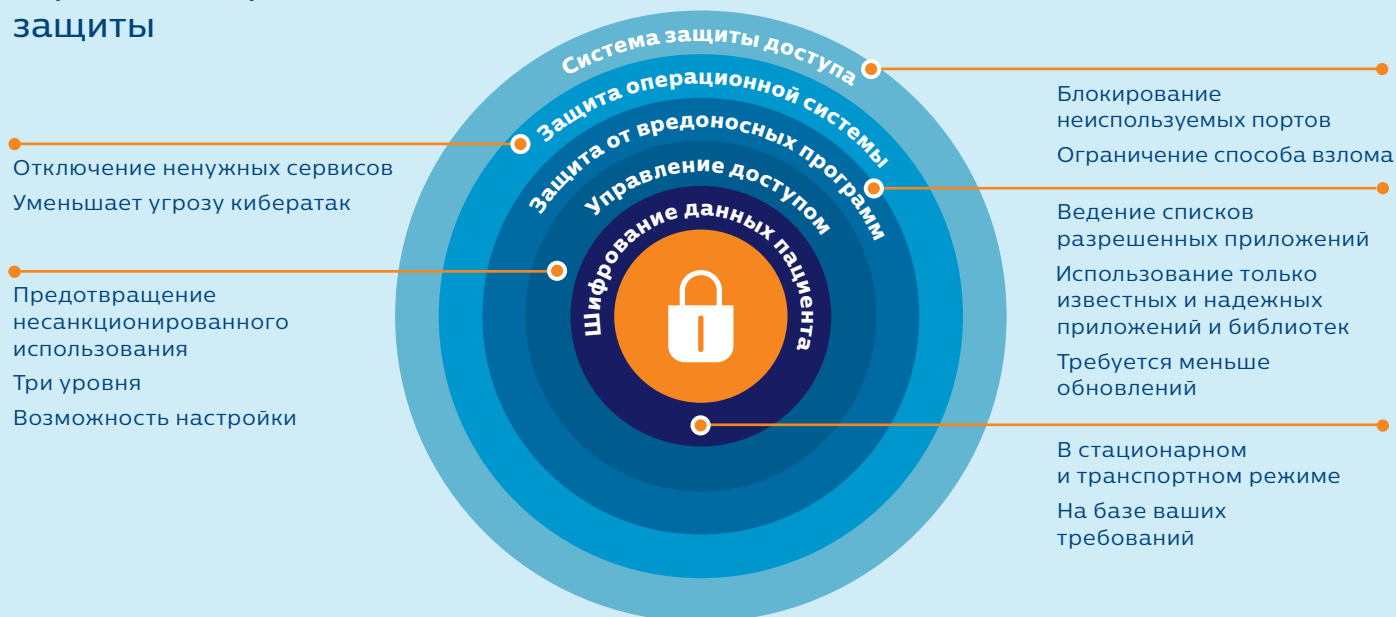 защиты
Система защиты доступа
Защита операционной системы
Защита от вредоносных программ
Управление доступом
Шифрование данных пациента
Отключение ненужных сервисов
Уменьшает угрозу кибератак
Предотвращение
несанкционированного
использования
Три уровня
Возможность настройки
Блокирование
неиспользуемых портов
Ограничение способа взлома
Ведение списков
разрешенных приложений
Использование только
известных и надежных
приложений и библиотек
Требуется меньше
обновлений
В стационарном
и транспортном режиме
На базе ваших
требований